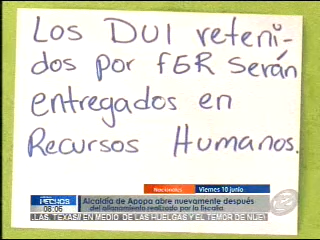 Los DUI reteni-
dos por fGR serán
entregados en
Recursos Humanos.
Nacionales
Viernes 10 junio
HECHOS
Alcaldía de Apopa abre nuevamente después
08:06
del allanamiento realizado por la fiscalía
LAS, TEXAS) EN MEDIO DE LAS HUELGAS Y EL TEMOR DE NUEV